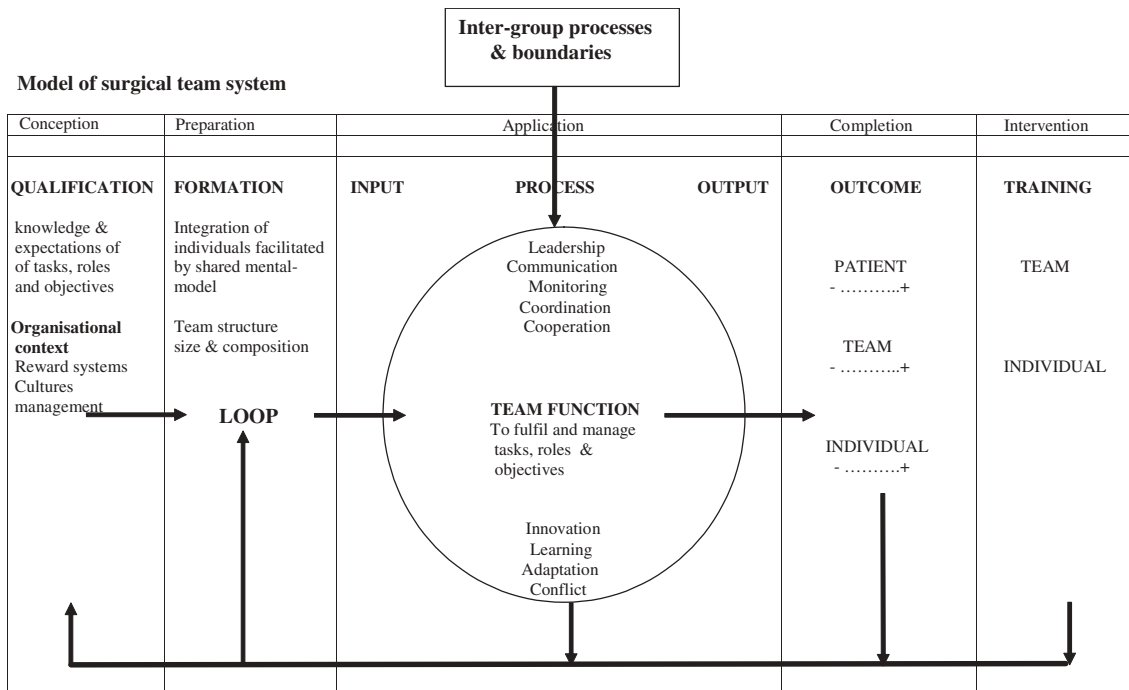 Inter-group processes
& boundaries
Model of surgical team system
Conception
Preparation
Application
Completion
Intervention
QUALIFICATION
knowledge &
expectations of
of tasks, roles
and objectives
Organisational
context
Reward systems
Cultures
management
FORMATION
Integration of
individuals facilitated
by shared mental-
model
Team structure
size & composition
LOOP
INPUT
PROCESS
OUTPUT
Leadership
Communication
Monitoring
Coordination
Cooperation
TEAM FUNCTION
To fulfil and manage
tasks, roles &
objectives
Innovation
Learning
Adaptation
Conflict
OUTCOME
PATIENT
- ………..+
TEAM
- ………..+
INDIVIDUAL
- ……….+
TRAINING
TEAM
INDIVIDUAL